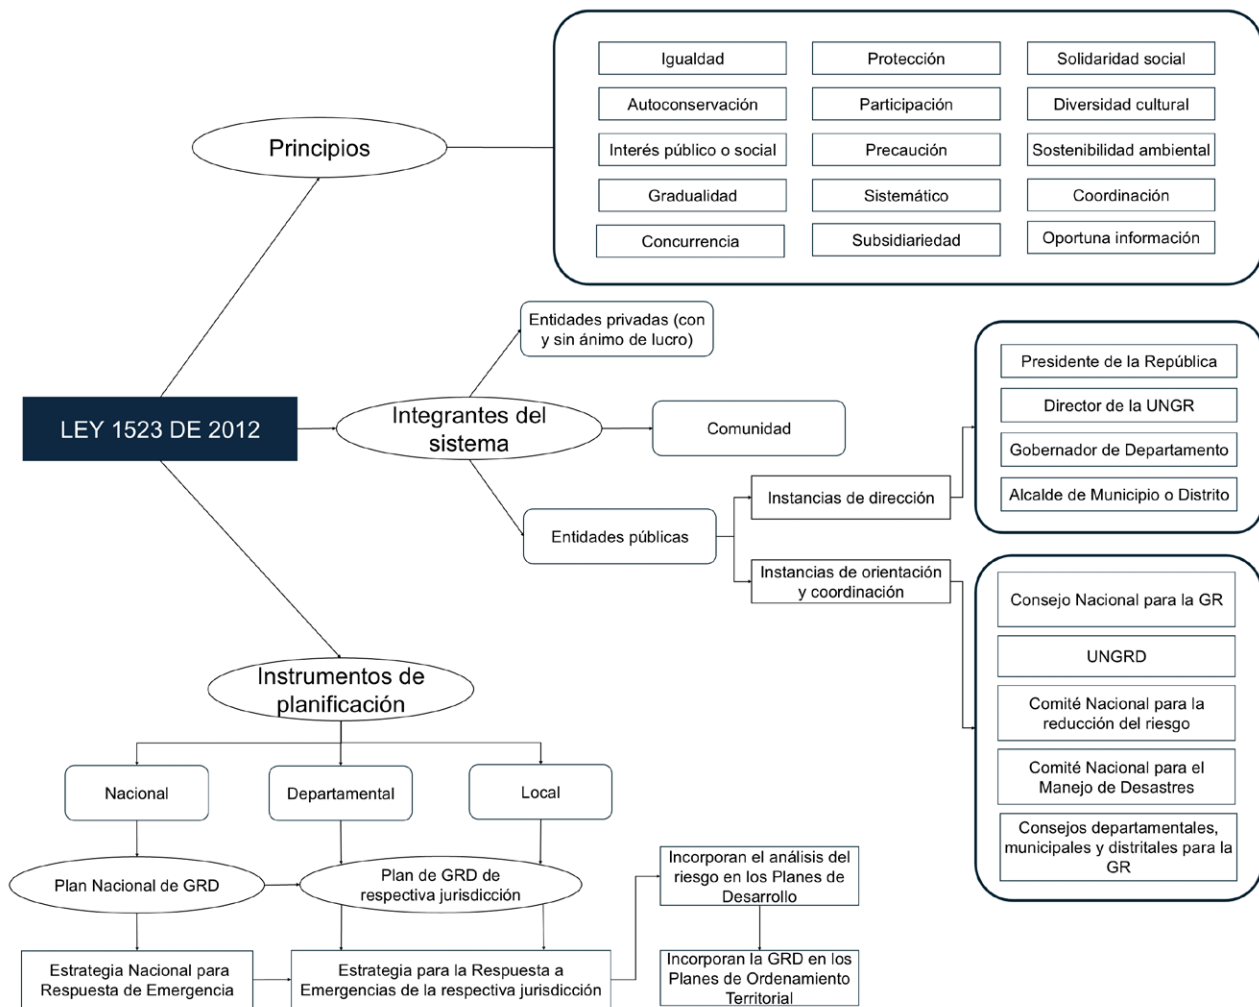 Igualdad
Protección
Solidaridad social
Autoconservación
Participación
Diversidad cultural
Interés público o social
Precaución
Sostenibilidad ambiental
Gradualidad
Sistemático
Coordinación
Concurrencia
Subsidiariedad
Oportuna información
Principios
Entidades privadas (con
y sin ánimo de lucro)
LEY 1523 DE 2012
Integrantes del
sistema
Comunidad
Entidades públicas
Instancias de dirección
Instancias de orientación
y coordinación
Presidente de la República
Director de la UNGR
Gobernador de Departamento
Alcalde de Municipio o Distrito
Consejo Nacional para la GR
UNGRD
Comité Nacional para la
reducción del riesgo
Comité Nacional para el
Manejo de Desastres
Consejos departamentales,
municipales y distritales para la
GR
Instrumentos de
planificación
Nacional
Departamental
Local
Plan Nacional de GRD
Plan de GRD de
respectiva jurisdicción
Estrategia Nacional para
Respuesta de Emergencia
Estrategia para la Respuesta a
Emergencias de la respectiva jurisdicción
Incorporan el análisis del
riesgo en los Planes de
Desarrollo
Incorporan la GRD en los
Planes de Ordenamiento
Territorial